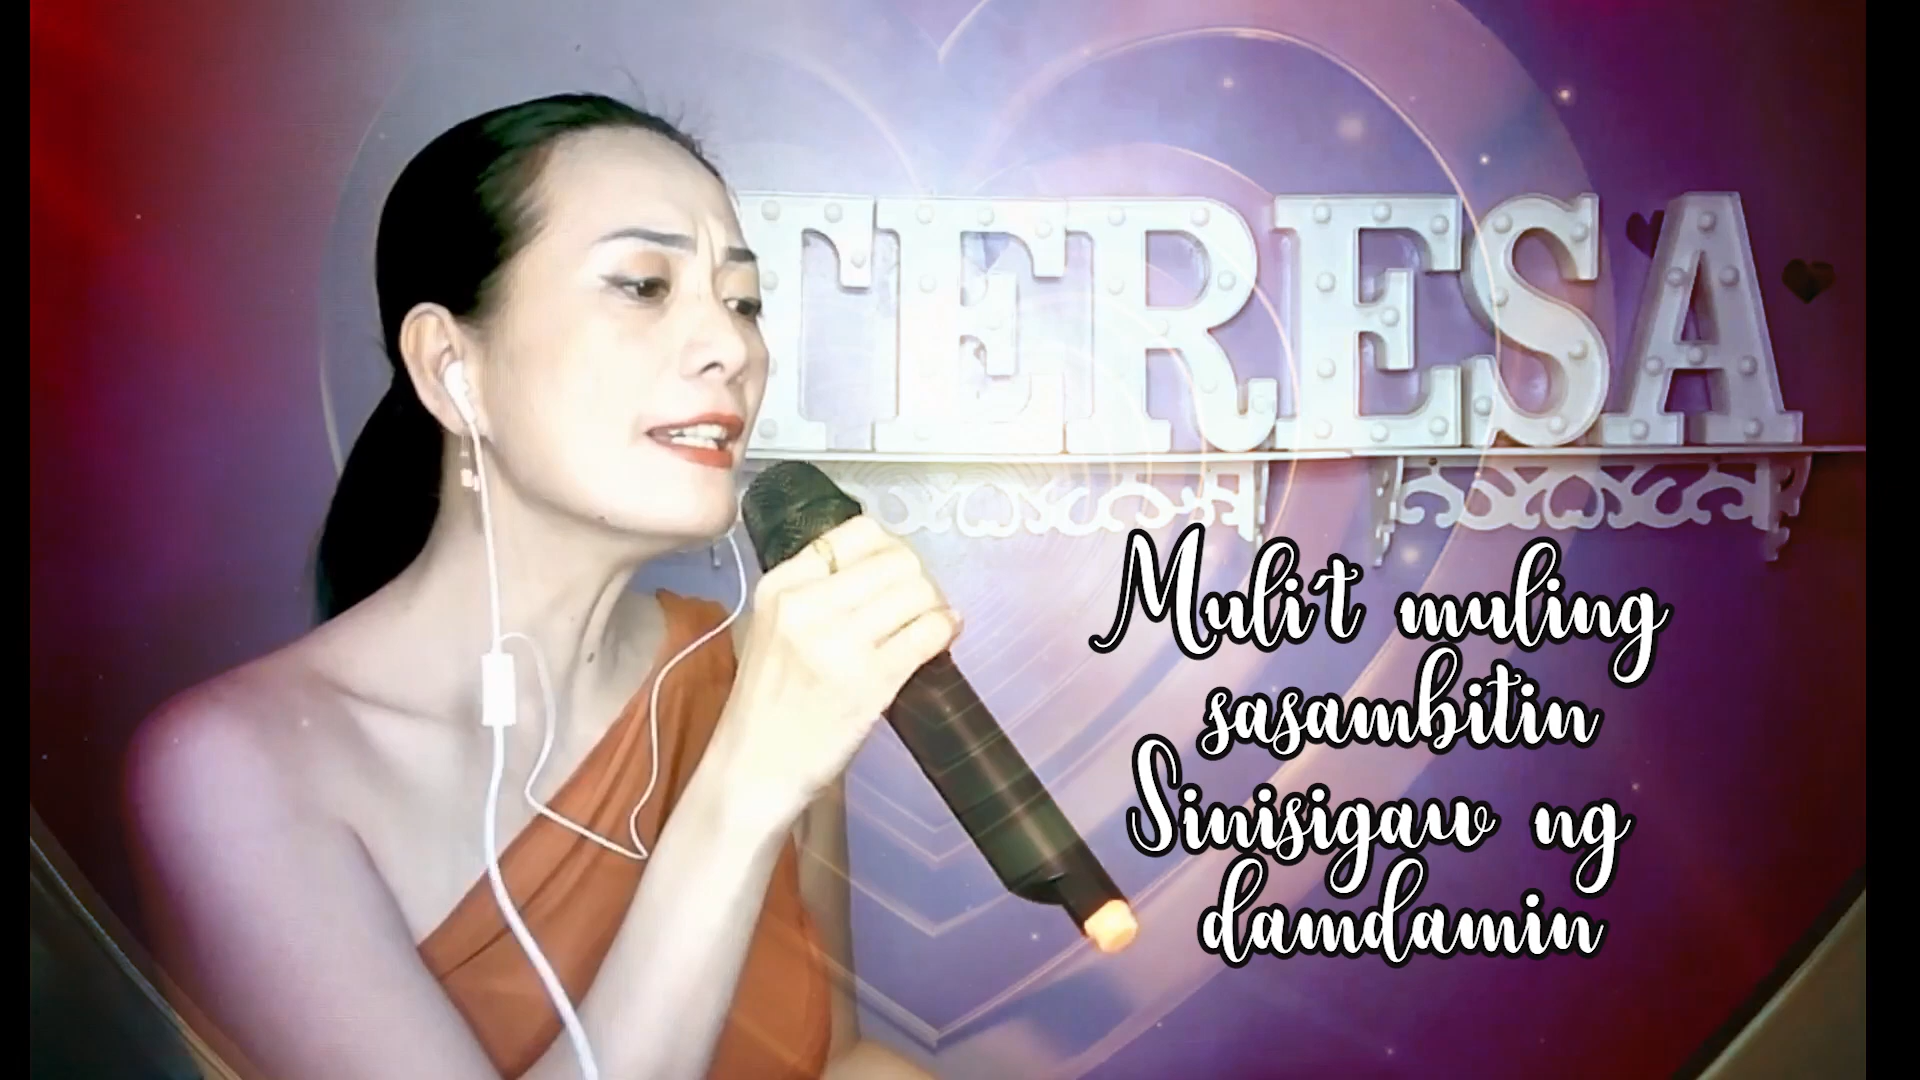 TERESA
Muli't muling
sasambitin
Sinisigaw ng
damdamin